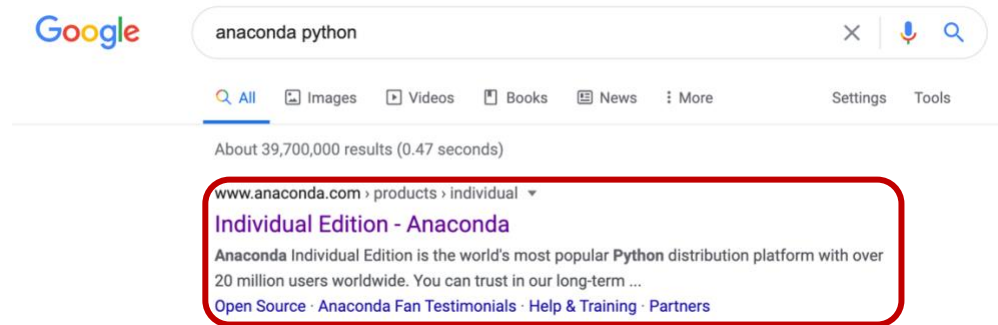 Google
anaconda python
All Images Videos Books News More Settings Tools
About 39,700,000 results (0.47 seconds)
www.anaconda.com › products › individual
Individual Edition - Anaconda
Anaconda Individual Edition is the world's most popular Python distribution platform with over
20 million users worldwide. You can trust in our long-term ...
Open Source · Anaconda Fan Testimonials · Help & Training · Partners